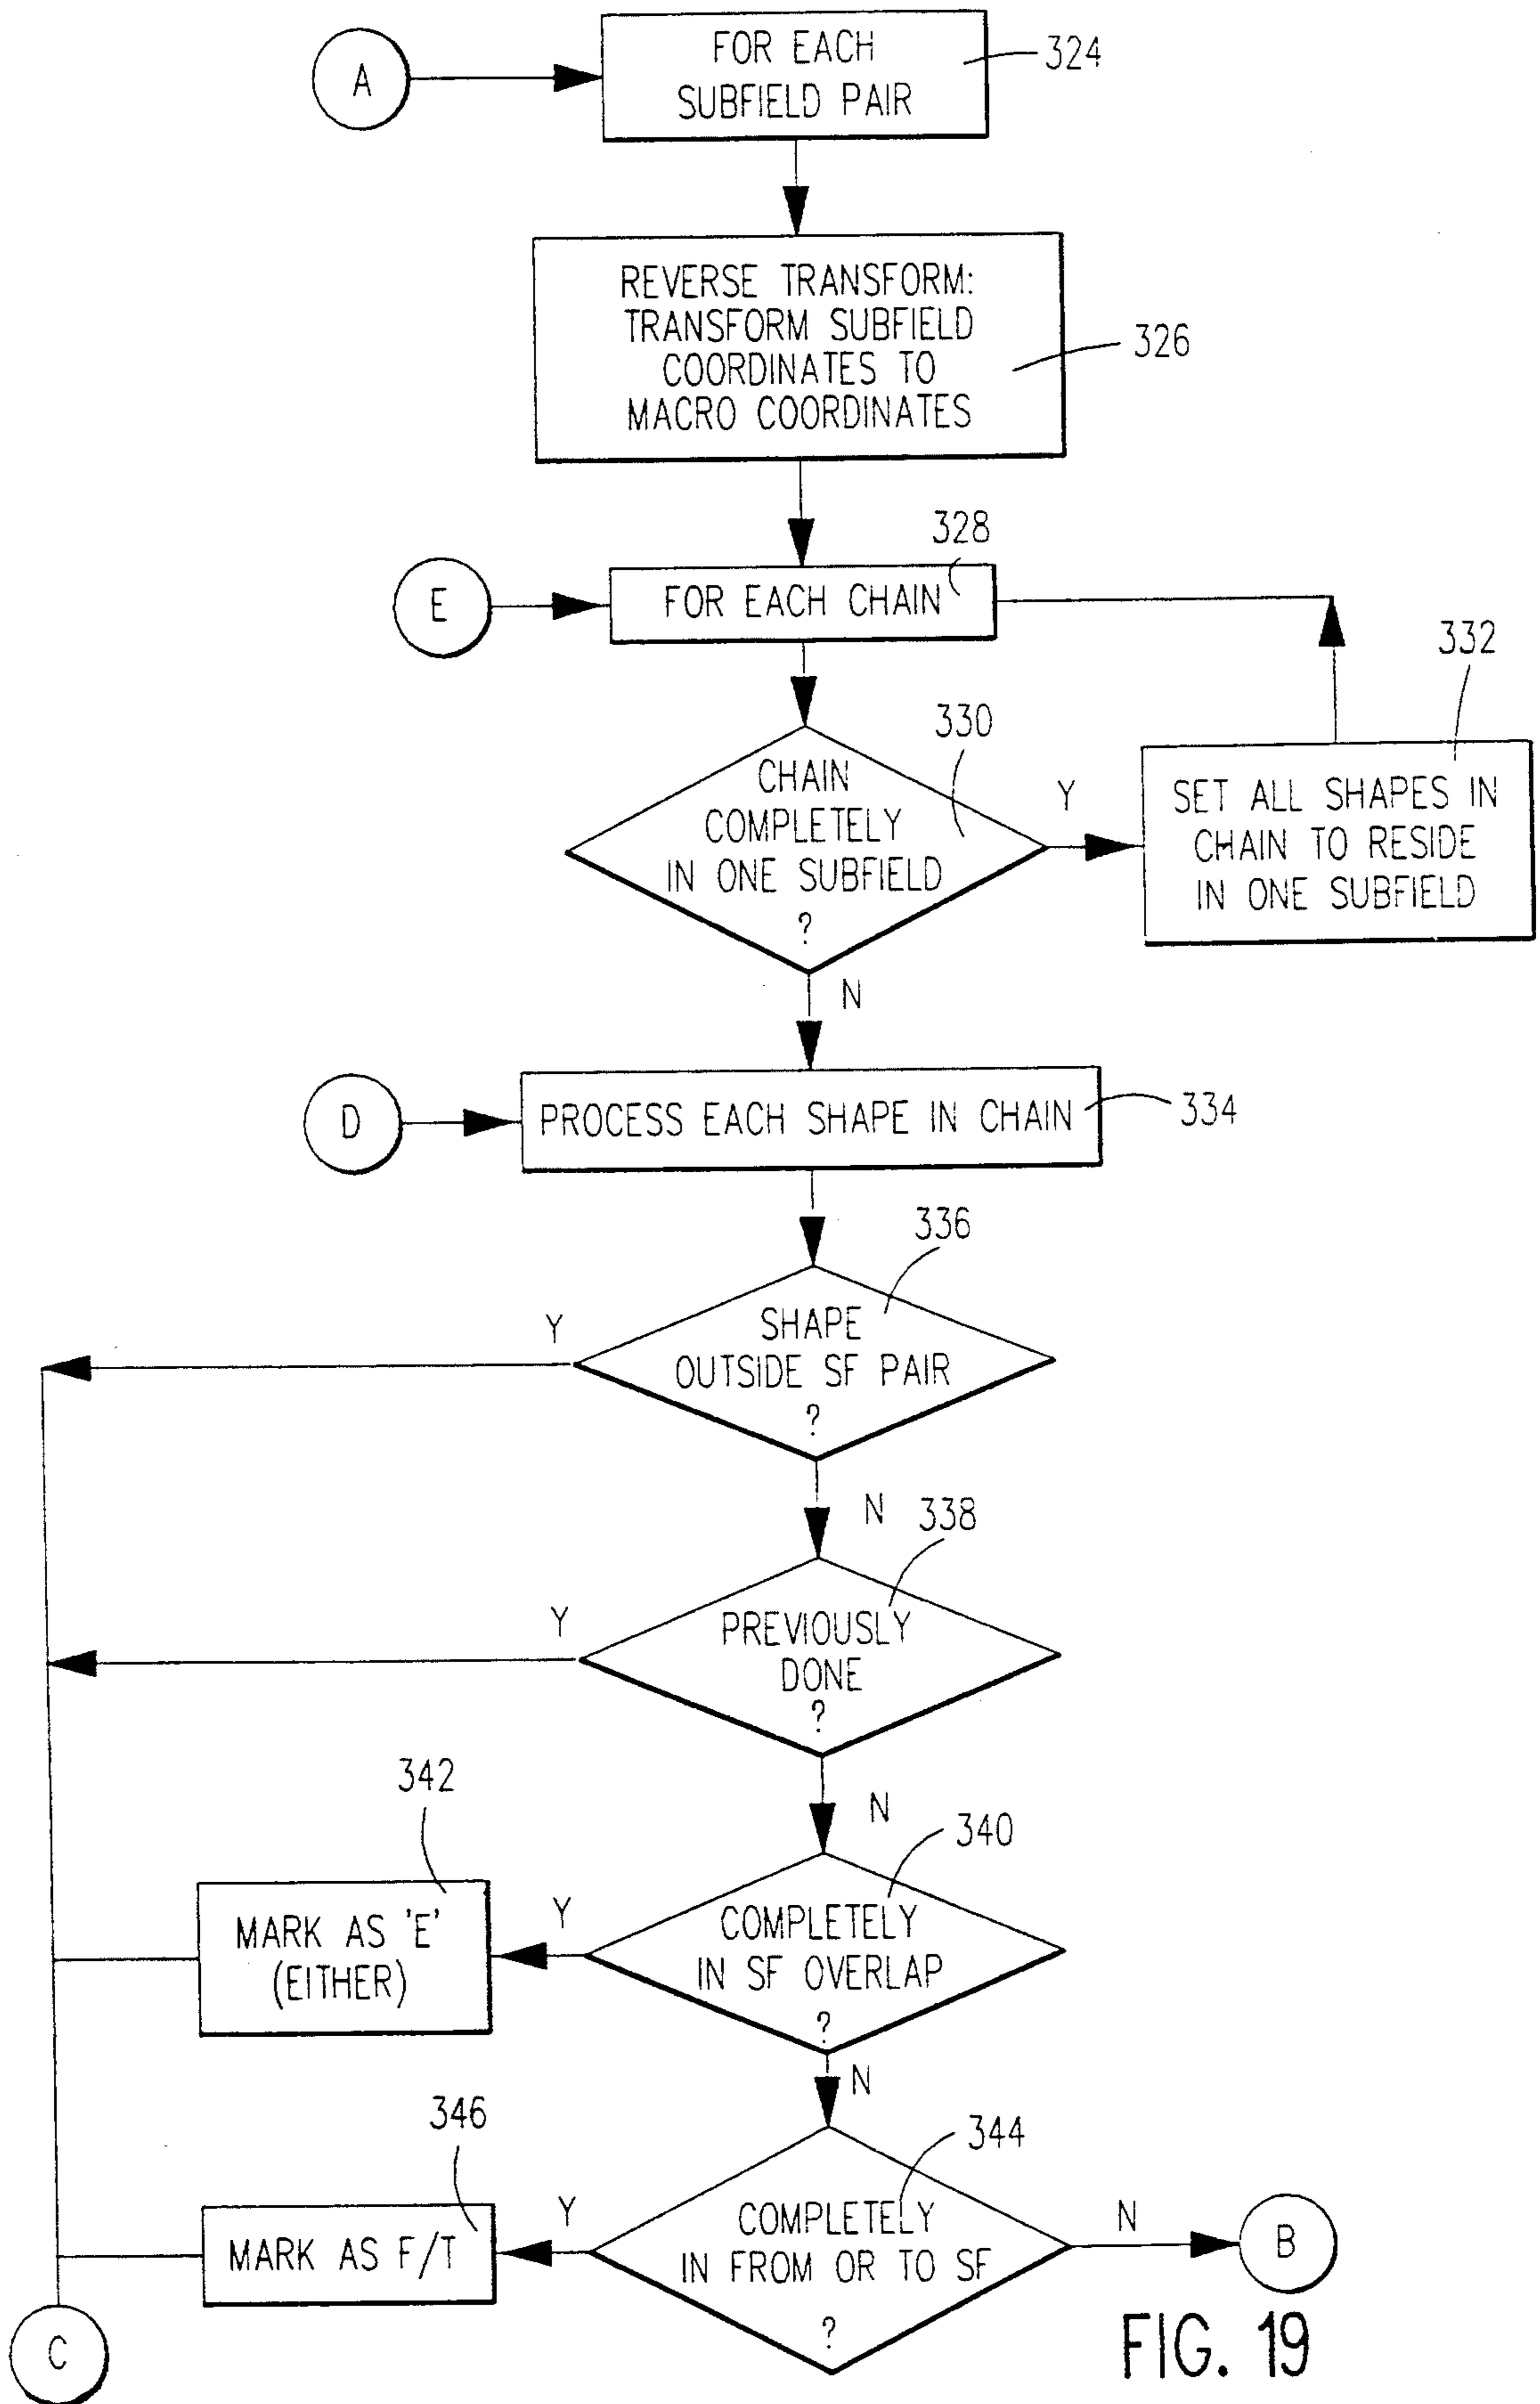 A
FOR EACH
SUBFIELD PAIR
324
REVERSE TRANSFORM:
TRANSFORM SUBFIELD
COORDINATES TO
MACRO COORDINATES
326
328
E
FOR EACH CHAIN
332
330
CHAIN
COMPLETELY
IN ONE SUBFIELD
?
Y
SET ALL SHAPES IN
CHAIN TO RESIDE
IN ONE SUBFIELD
N
D
PROCESS EACH SHAPE IN CHAIN
334
336
Y
SHAPE
OUTSIDE SF PAIR
?
N
338
Y
PREVIOUSLY
DONE
?
342
N
340
MARK AS 'E'
(EITHER)
Y
COMPLETELY
IN SF OVERLAP
?
N
346
344
MARK AS F/T
Y
COMPLETELY
IN FROM OR TO SF
?
N
B
C
FIG. 19